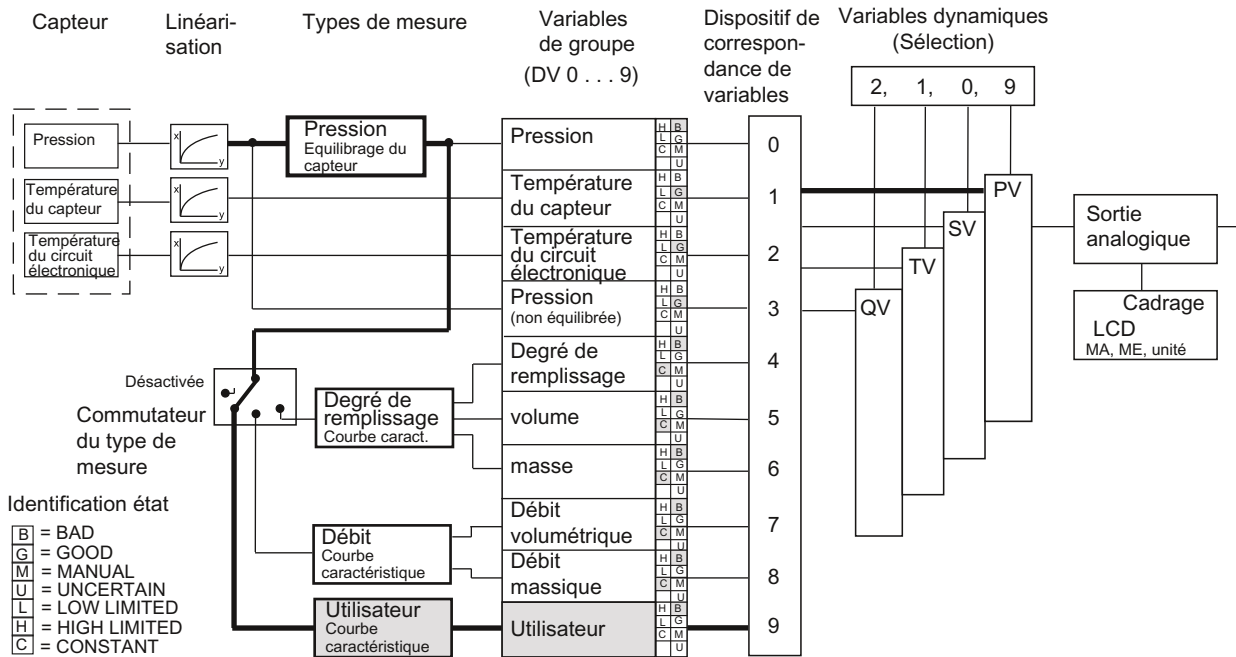 Capteur
Linéari-
sation
Types de mesure
Variables
de groupe
(DV 0 . . . 9)
Dispositif de
correspon-
dance de
variables
Variables dynamiques
(Sélection)
2, 1, 0, 9
Pression
Température
du capteur
Température
du circuit
électronique
x
y
x
y
x
y
Pression
Equilibrage du
capteur
Désactivée
Commutateur
du type de
mesure
Degré de
remplissage
Courbe caract.
Débit
Courbe
caractéristique
Utilisateur
Courbe
caractéristique
Pression
H B
L G
C M
U
0
Température
du capteur
H B
L G
C M
U
1
Température
du circuit
électronique
H B
L G
C M
U
2
Pression
(non équilibrée)
H B
L G
C M
U
3
Degré de
remplissage
H B
L G
C M
U
4
volume
H B
L G
C M
U
5
masse
H B
L G
C M
U
6
Débit
volumétrique
H B
L G
C M
U
7
Débit
massique
H B
L G
C M
U
8
Utilisateur
H B
L G
C M
U
9
PV
SV
TV
QV
Sortie
analogique
Cadrage
LCD
MA, ME, unité
Identification état
B = BAD
G = GOOD
M = MANUAL
U = UNCERTAIN
L = LOW LIMITED
H = HIGH LIMITED
C = CONSTANT